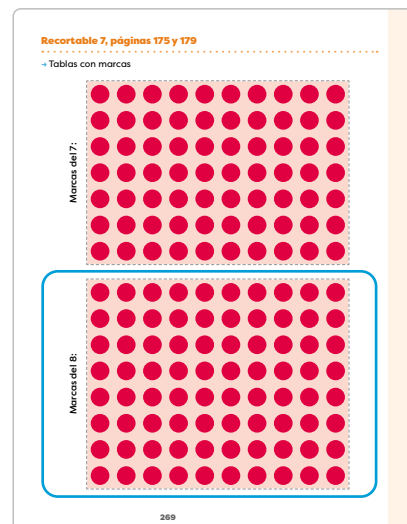 Recortable 7, páginas 175 y 179
Tablas con marcas
Marcas del 7:
Marcas del 8:
269